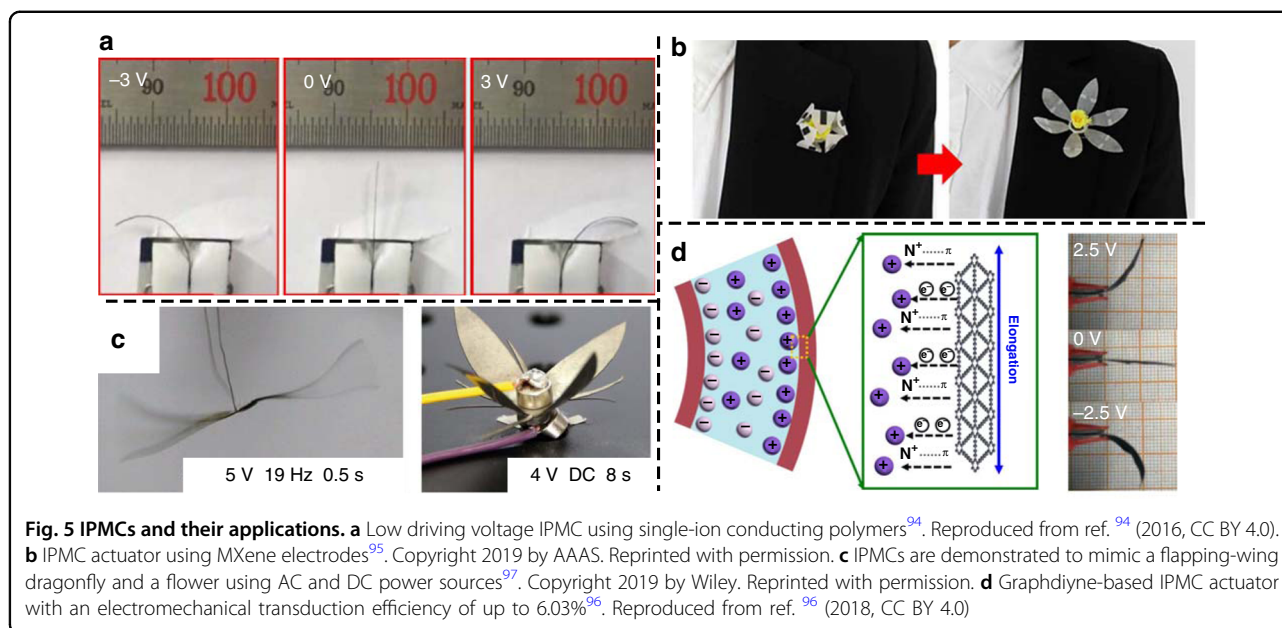 a
–3 V
90
100
0 V
90
100
3 V
90
100
b
c
5 V 19 Hz 0.5 s
4 V DC 8 s
d
N+······π
e− e−
N+······π
e− e−
N+······π
e− e−
N+······π
Elongation
2.5 V
0 V
−2.5 V
Fig. 5 IPMCs and their applications. a Low driving voltage IPMC using single-ion conducting polymers94. Reproduced from ref. 94 (2016, CC BY 4.0).
b IPMC actuator using MXene electrodes95. Copyright 2019 by AAAS. Reprinted with permission. c IPMCs are demonstrated to mimic a flapping-wing
dragonfly and a flower using AC and DC power sources97. Copyright 2019 by Wiley. Reprinted with permission. d Graphdiyne-based IPMC actuator
with an electromechanical transduction efficiency of up to 6.03%96. Reproduced from ref. 96 (2018, CC BY 4.0)